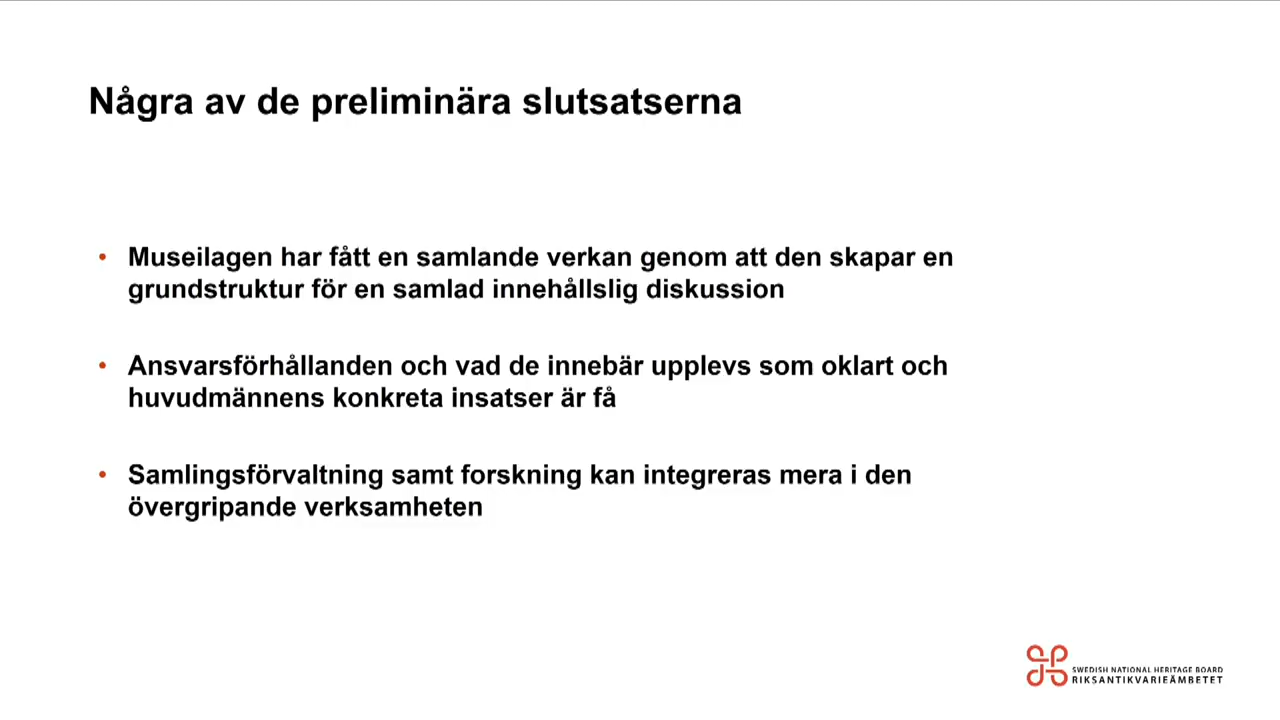 Några av de preliminära slutsatserna
• Museilagen har fått en samlande verkan genom att den skapar en
grundstruktur för en samlad innehållslig diskussion
• Ansvarsförhållanden och vad de innebär upplevs som oklart och
huvudmännens konkreta insatser är få
• Samlingsförvaltning samt forskning kan integreras mera i den
övergripande verksamheten
SWEDISH NATIONAL HERITAGE BOARD
RIKSANTIKVARIEÄMBETET